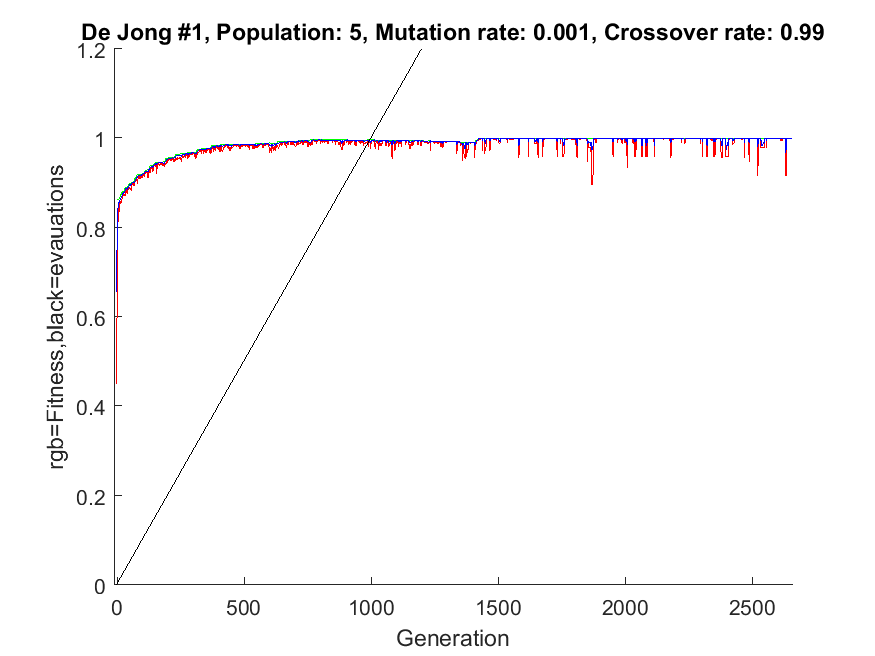 De Jong #1, Population: 5, Mutation rate: 0.001, Crossover rate: 0.99
1.2
1
0.8
0.6
0.4
0.2
0
rgb=Fitness,black=evauations
0 500 1000 1500 2000 2500
Generation